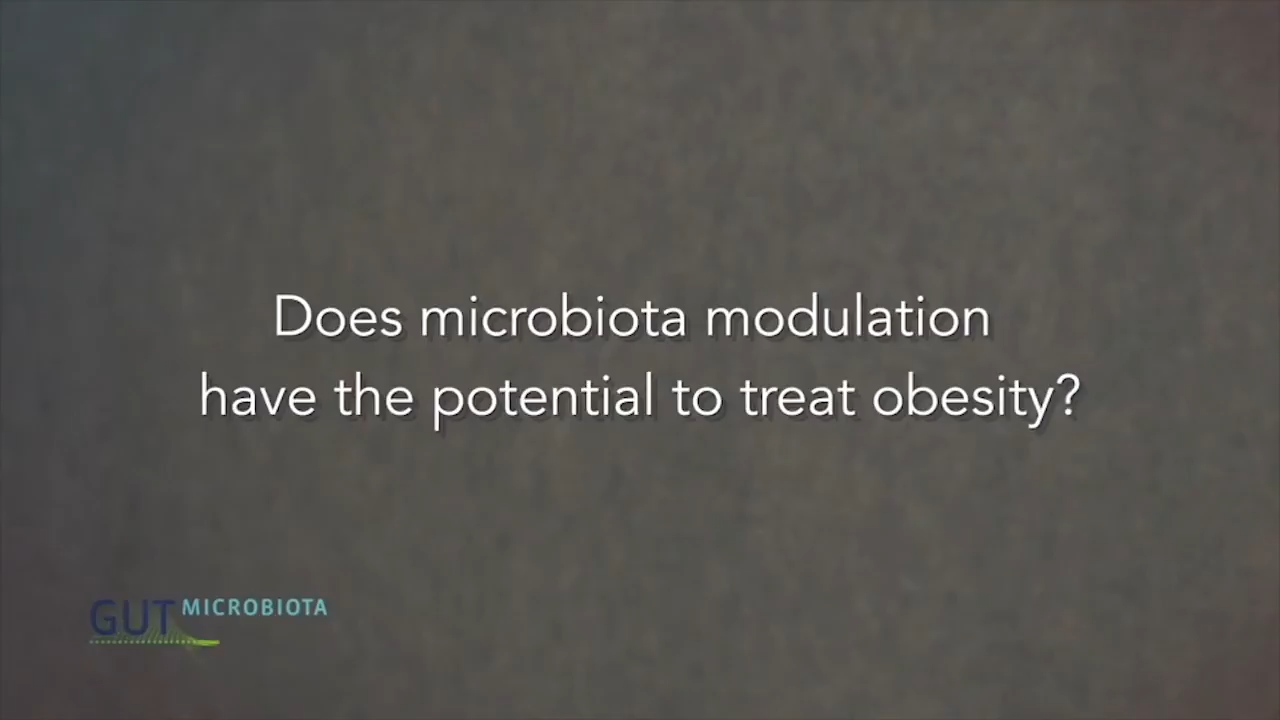 Does microbiota modulation
have the potential to treat obesity?
GUT MICROBIOTA